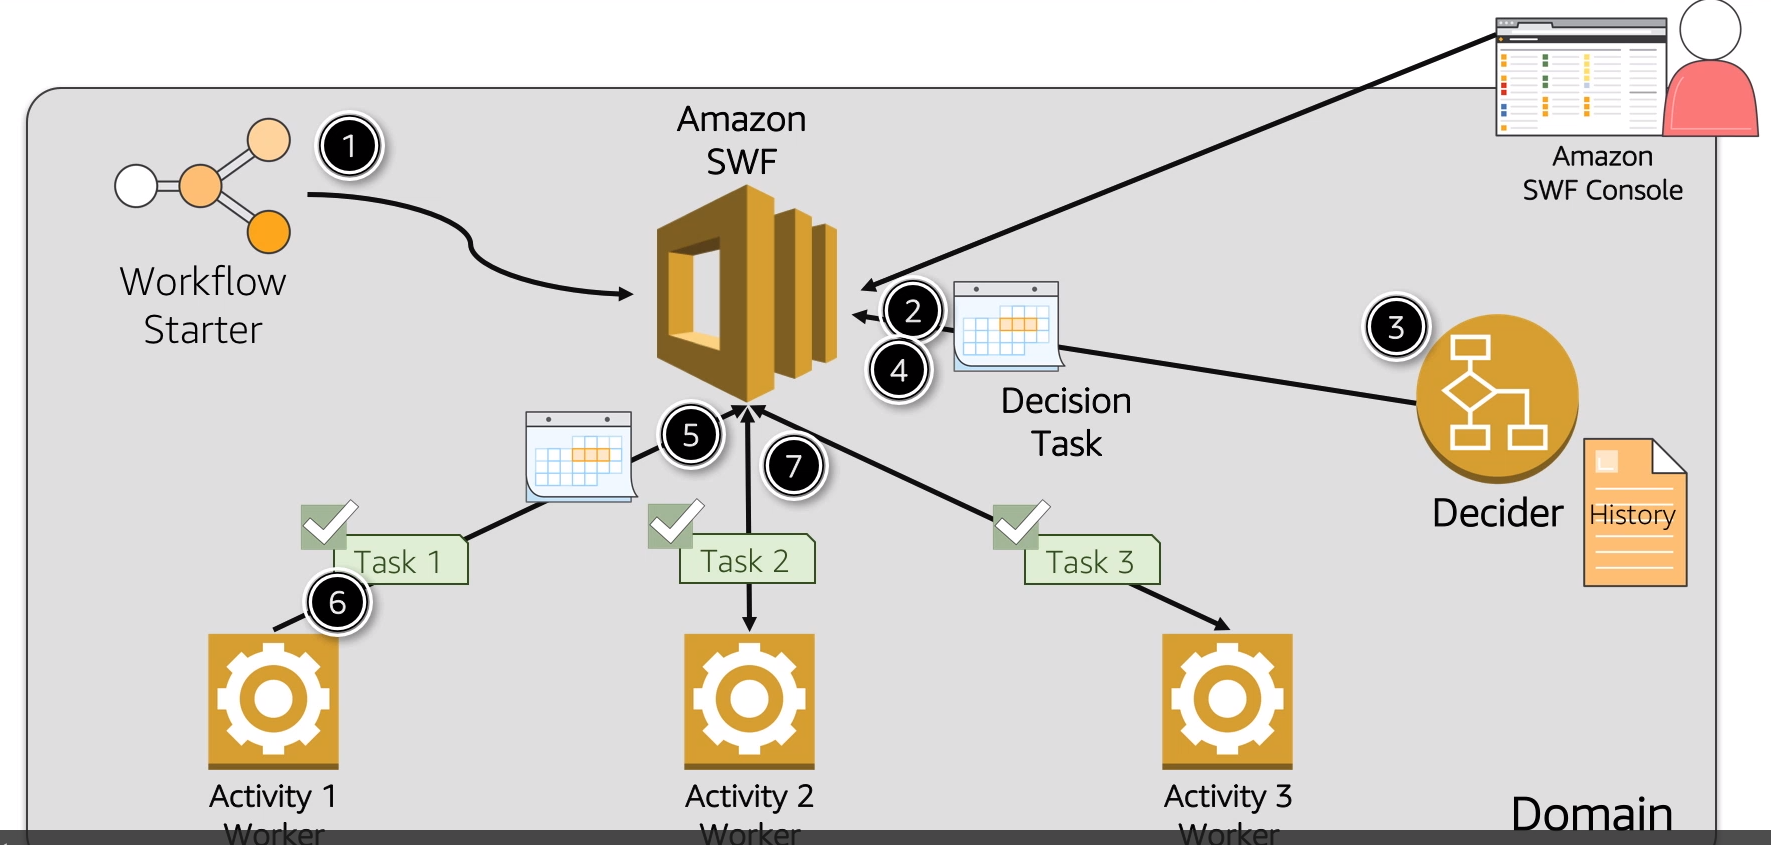 1
Amazon
SWF
Amazon
SWF Console
Workflow
Starter
2
3
4
Decision
Task
5
7
Decider
History
Task 1
Task 2
Task 3
6
Activity 1
Worker
Activity 2
Worker
Activity 3
Worker
Domain